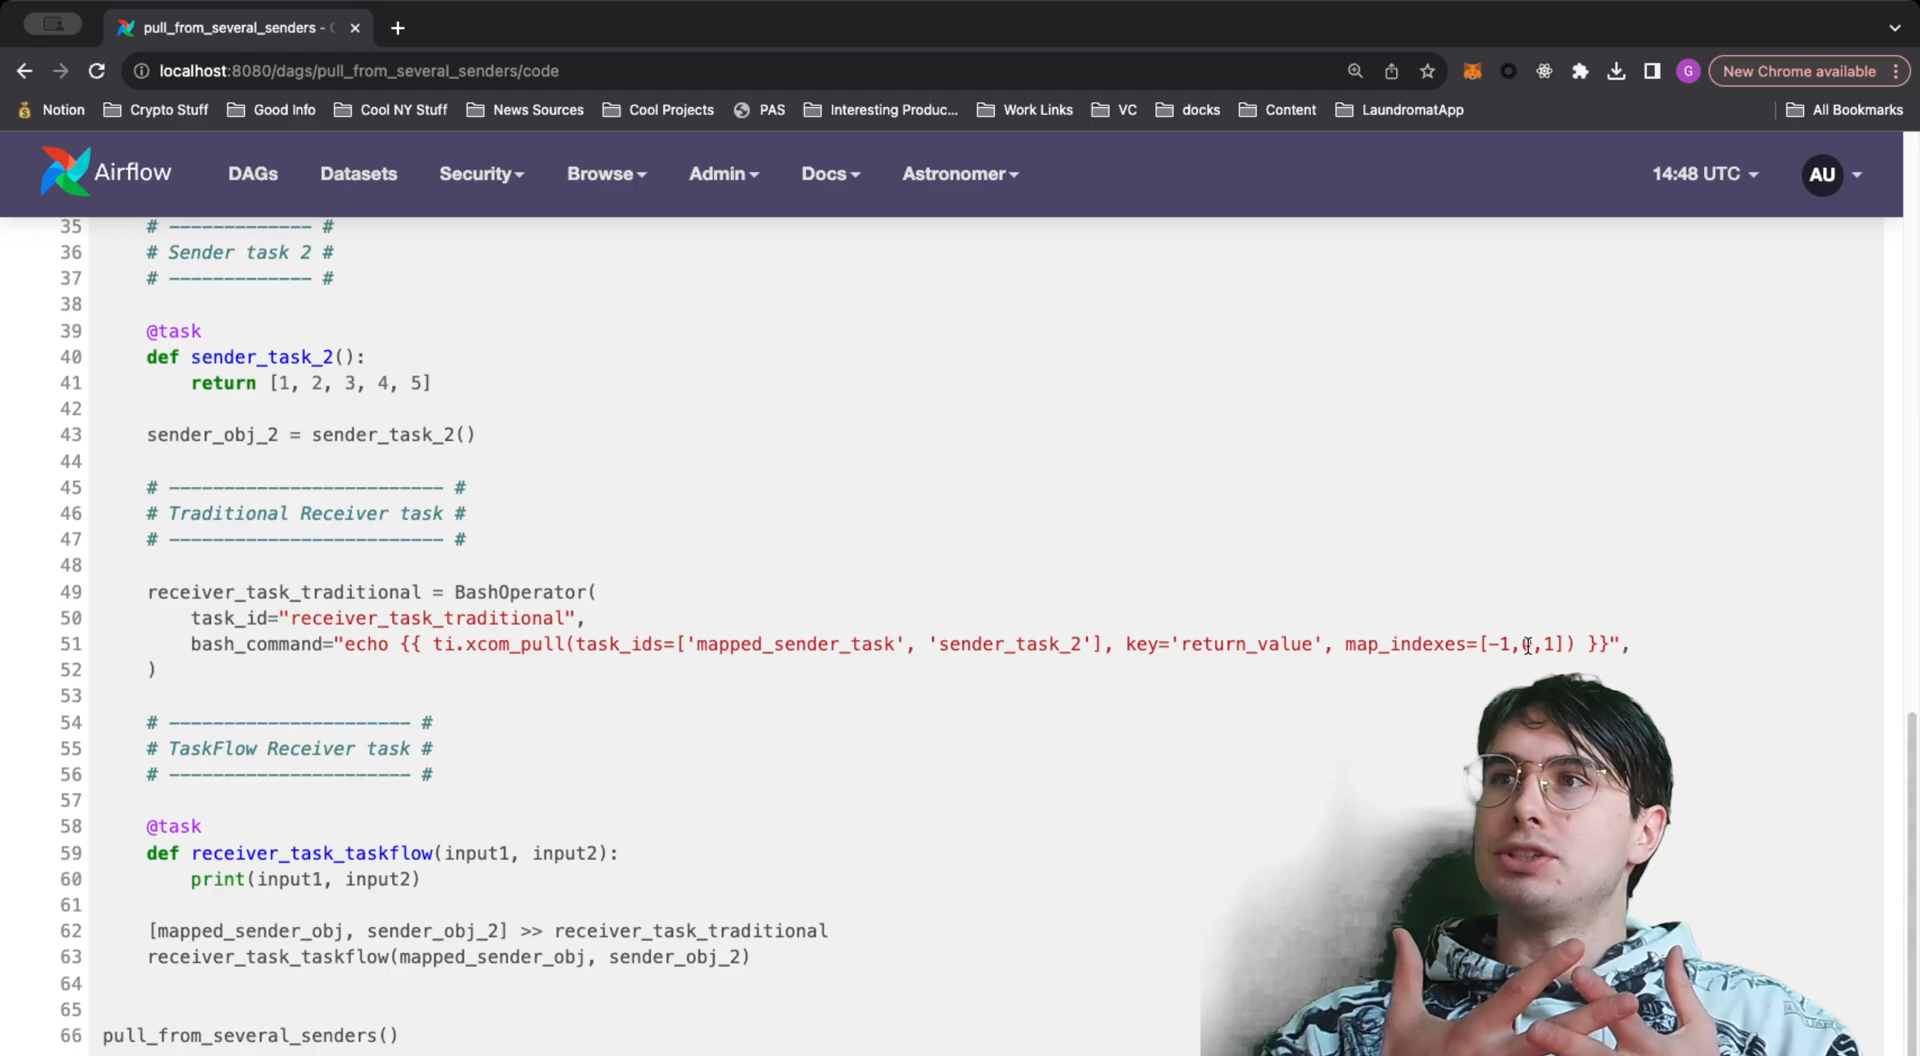 pull_from_several_senders -
localhost:8080/dags/pull_from_several_senders/code
G
New Chrome available
Notion
Crypto Stuff
Good Info
Cool NY Stuff
News Sources
Cool Projects
PAS
Interesting Produc...
Work Links
VC
docks
Content
LaundromatApp
All Bookmarks
Airflow
DAGs
Datasets
Security
Browse
Admin
Docs
Astronomer
14:48 UTC
AU
35 # ------------- #
36 # Sender task 2 #
37 # ------------- #
38
39 @task
40 def sender_task_2():
41 return [1, 2, 3, 4, 5]
42
43 sender_obj_2 = sender_task_2()
44
45 # ------------------------- #
46 # Traditional Receiver task #
47 # ------------------------- #
48
49 receiver_task_traditional = BashOperator(
50 task_id="receiver_task_traditional",
51 bash_command="echo {{ ti.xcom_pull(task_ids=['mapped_sender_task', 'sender_task_2'], key='return_value', map_indexes=[-1,0,1]) }}",
52 )
53
54 # ---------------------- #
55 # TaskFlow Receiver task #
56 # ---------------------- #
57
58 @task
59 def receiver_task_taskflow(input1, input2):
60 print(input1, input2)
61
62 [mapped_sender_obj, sender_obj_2] >> receiver_task_traditional
63 receiver_task_taskflow(mapped_sender_obj, sender_obj_2)
64
65
66 pull_from_several_senders()